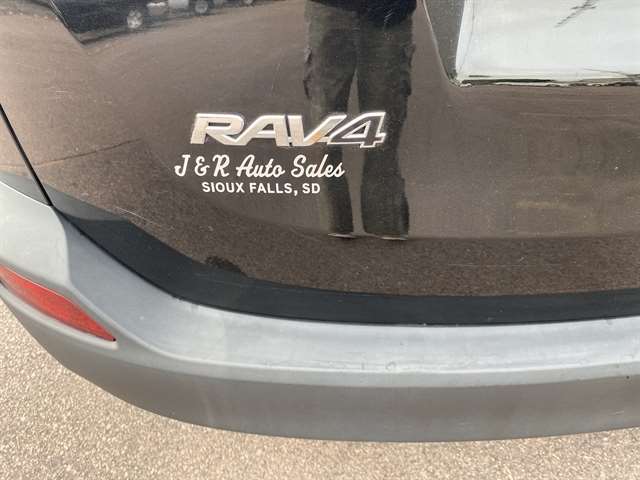 RAV4
J & R Auto Sales
SIOUX FALLS, SD